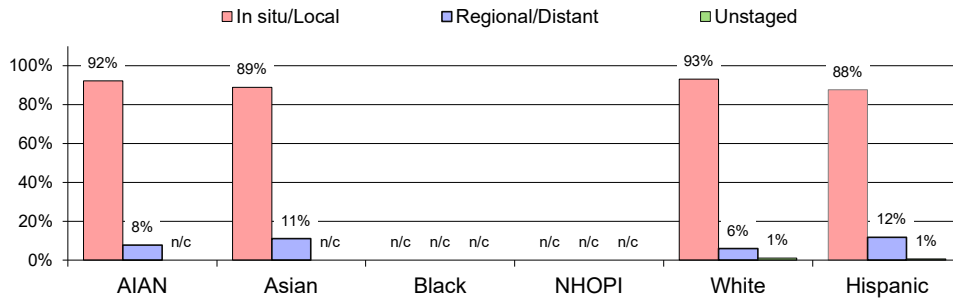 In situ/Local Regional/Distant Unstaged
100%
80%
60%
40%
20%
0%
92% 8% n/c
89% 11% n/c
n/c n/c n/c
n/c n/c n/c
93% 6% 1%
88% 12% 1%
AIAN Asian Black NHOPI White Hispanic